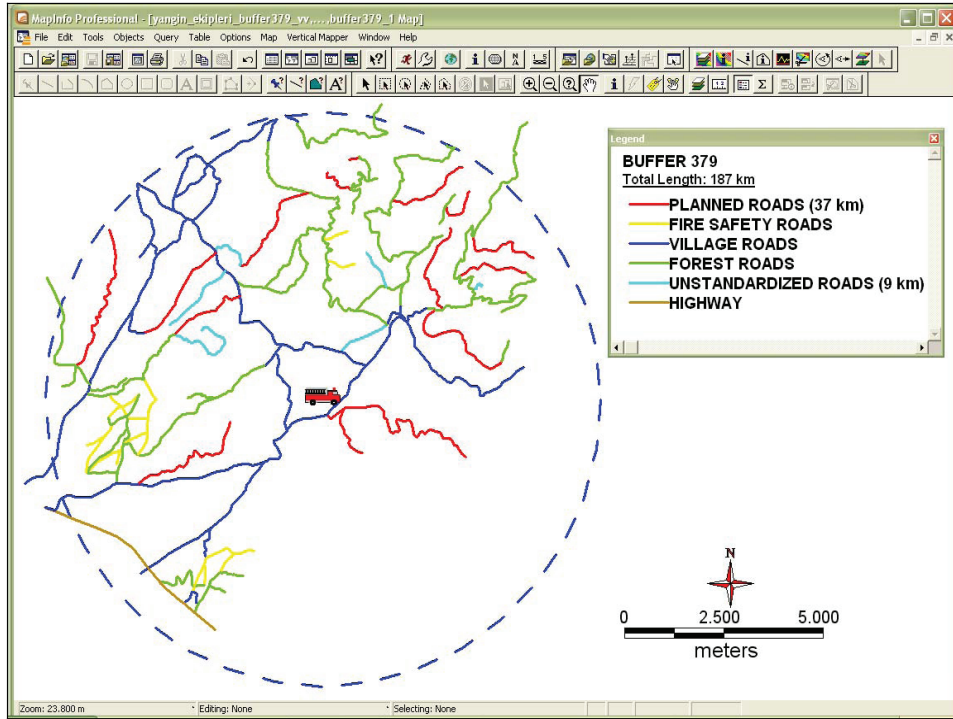 MapInfo Professional - [yangin_ekipleri_buffer379_vv,...,buffer379_1 Map]
File Edit Tools Objects Query Table Options Map Vertical Mapper Window Help
Legend
BUFFER 379
Total Length: 187 km
PLANNED ROADS (37 km)
FIRE SAFETY ROADS
VILLAGE ROADS
FOREST ROADS
UNSTANDARDIZED ROADS (9 km)
HIGHWAY
N
0 2.500 5.000
meters
Zoom: 23.800 m Editing: None Selecting: None